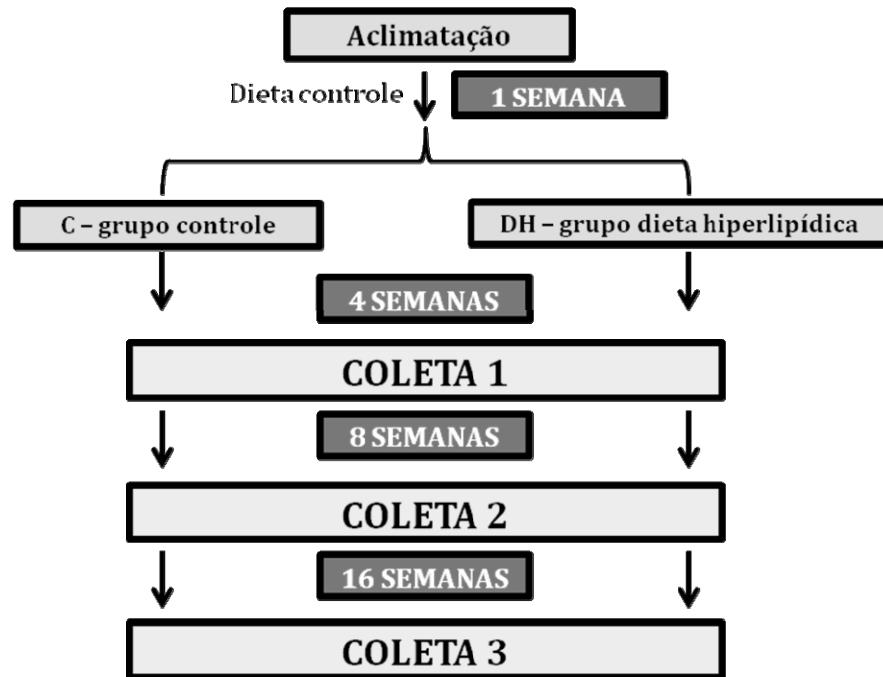 Aclimatação
Dieta controle
1 SEMANA
C – grupo controle
DH – grupo dieta hiperlipídica
4 SEMANAS
COLETA 1
8 SEMANAS
COLETA 2
16 SEMANAS
COLETA 3